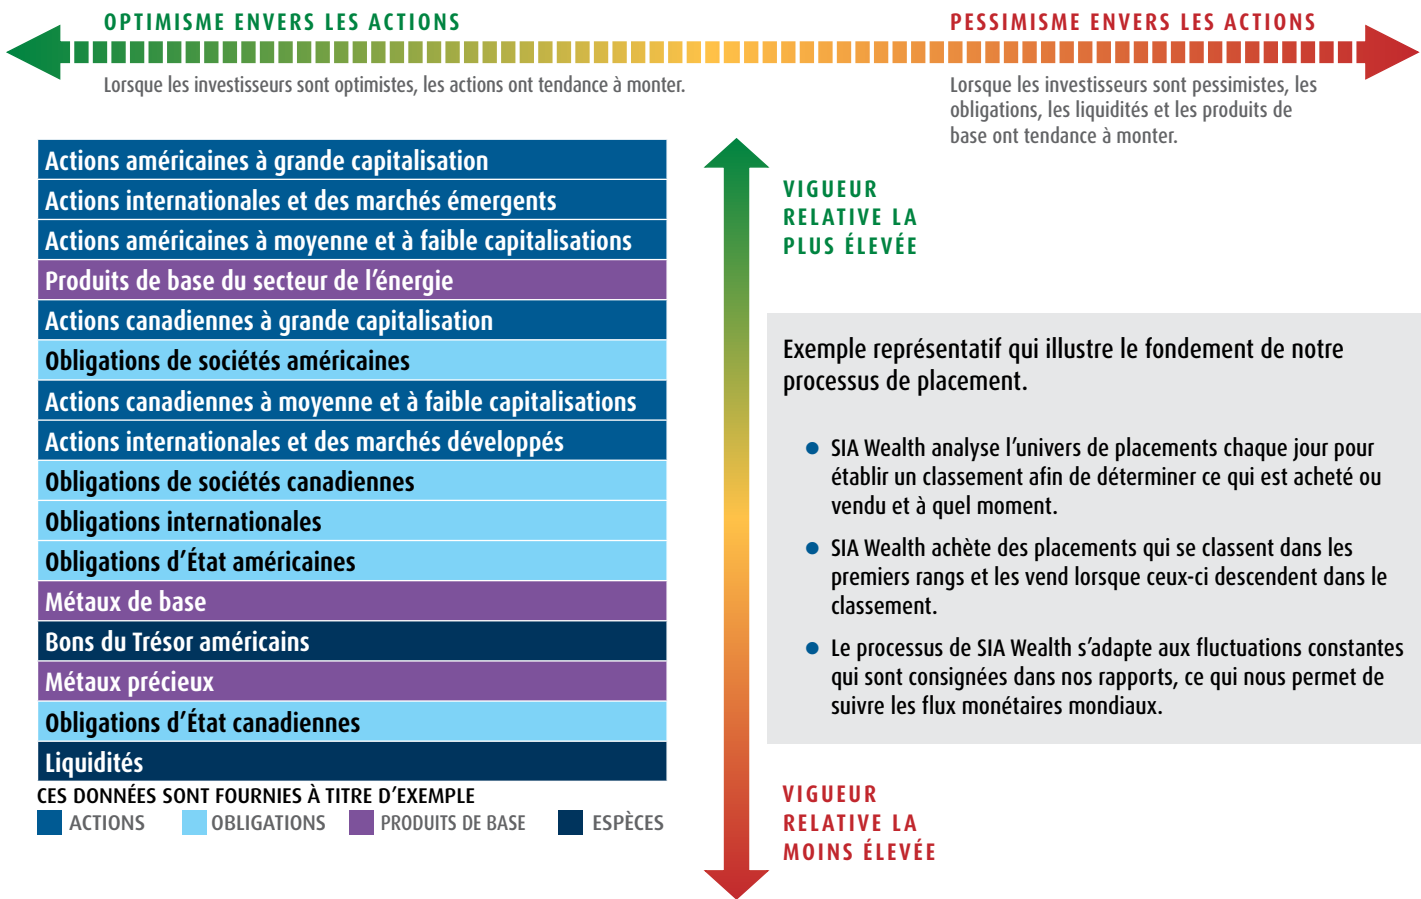 OPTIMISME ENVERS LES ACTIONS
Lorsque les investisseurs sont optimistes, les actions ont tendance à monter.
PESSIMISME ENVERS LES ACTIONS
Lorsque les investisseurs sont pessimistes, les
obligations, les liquidités et les produits de
base ont tendance à monter.
Actions américaines à grande capitalisation
Actions internationales et des marchés émergents
Actions américaines à moyenne et à faible capitalisations
Produits de base du secteur de l'énergie
Actions canadiennes à grande capitalisation
Obligations de sociétés américaines
Actions canadiennes à moyenne et à faible capitalisations
Actions internationales et des marchés développés
Obligations de sociétés canadiennes
Obligations internationales
Obligations d'État américaines
Métaux de base
Bons du Trésor américains
Métaux précieux
Obligations d'État canadiennes
Liquidités
CES DONNÉES SONT FOURNIES À TITRE D'EXEMPLE
ACTIONS OBLIGATIONS PRODUITS DE BASE ESPÈCES
VIGUEUR
RELATIVE LA
PLUS ÉLEVÉE
Exemple représentatif qui illustre le fondement de notre
processus de placement.
• SIA Wealth analyse l'univers de placements chaque jour pour
établir un classement afin de déterminer ce qui est acheté ou
vendu et à quel moment.
• SIA Wealth achète des placements qui se classent dans les
premiers rangs et les vend lorsque ceux-ci descendent dans le
classement.
• Le processus de SIA Wealth s'adapte aux fluctuations constantes
qui sont consignées dans nos rapports, ce qui nous permet de
suivre les flux monétaires mondiaux.
VIGUEUR
RELATIVE LA
MOINS ÉLEVÉE